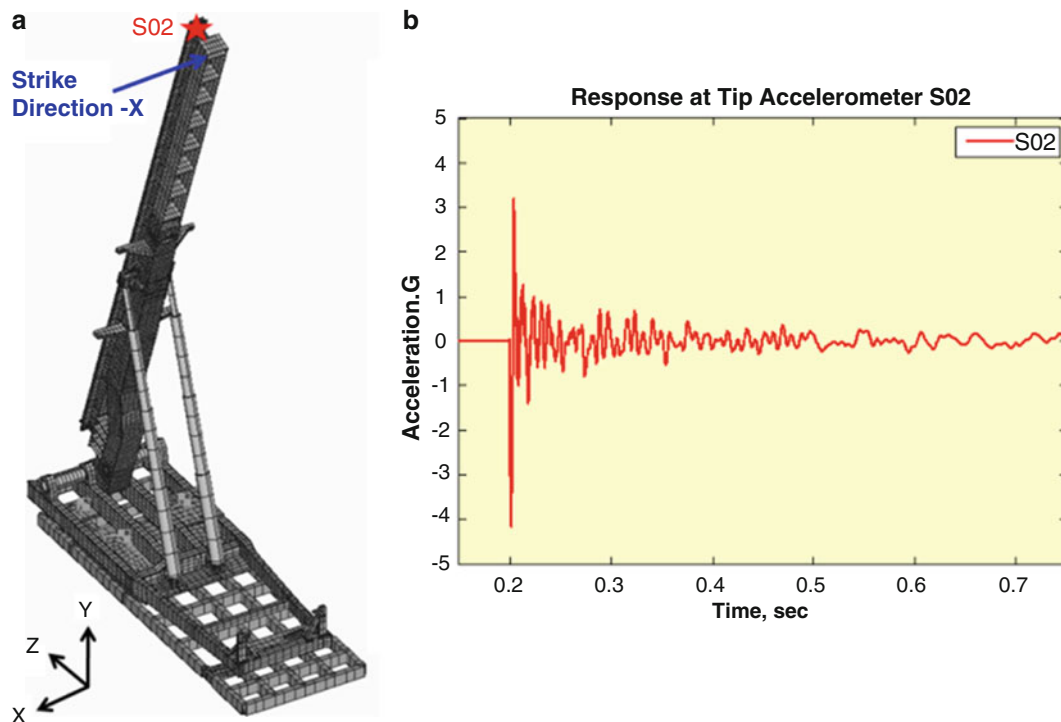 a
S02
Strike
Direction -X
Y
Z
X
b
Response at Tip Accelerometer S02
S02
5
4
3
2
1
0
-1
-2
-3
-4
-5
Acceleration.G
0.2
0.3
0.4
0.5
0.6
0.7
Time, sec